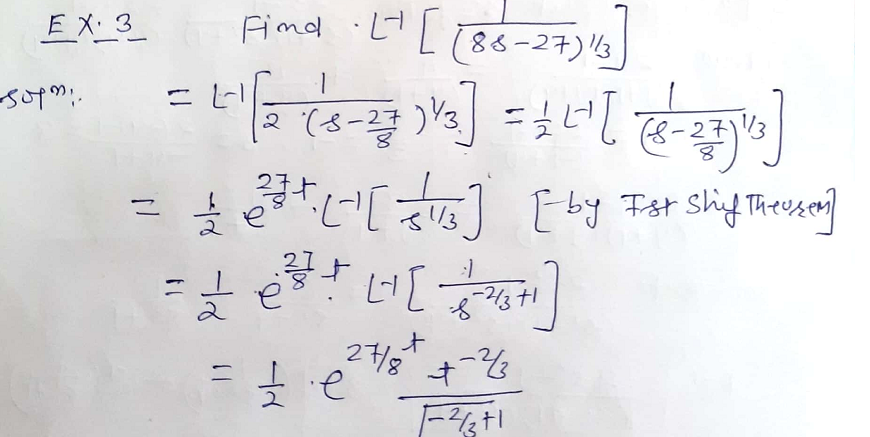 EX. 3 Find . L⁻¹ [ 1/(8s-27)^1/3 ]
soln:. = L⁻¹[ 1/2 .(s-27/8)^1/3. ] = 1/2 L⁻¹[ 1/(s-27/8)^1/3 ]
= 1/2 e^27/8 t . L⁻¹[ 1/s^1/3 ] [-by Ist Shif Theorem]
= 1/2 e^27/8 t . L⁻¹[ 1/s^-2/3+1 ]
= 1/2 . e^27/8 t t^-2/3 / Γ-2/3+1